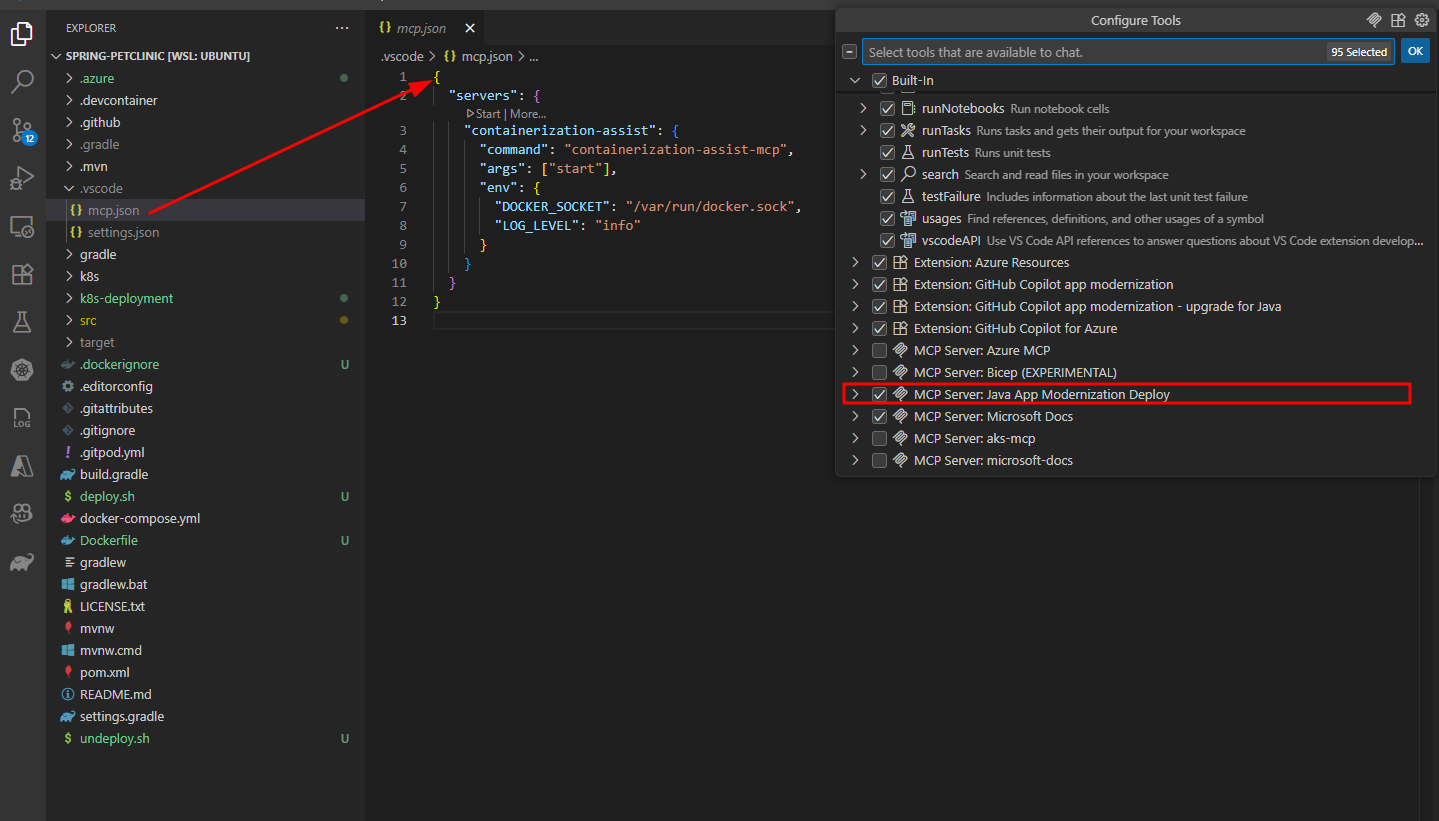 EXPLORER
SPRING-PETCLINIC [WSL: UBUNTU]
.azure
.devcontainer
.github
.gradle
.mvn
.vscode
mcp.json
settings.json
gradle
k8s
k8s-deployment
src
target
.dockerignore U
.editorconfig
.gitattributes
.gitignore
.gitpod.yml
build.gradle
deploy.sh U
docker-compose.yml
Dockerfile U
gradlew
gradlew.bat
LICENSE.txt
mvnw
mvnw.cmd
pom.xml
README.md
settings.gradle
undeploy.sh U
12
LOG
mcp.json
.vscode > {} mcp.json > ...
1 {
2 "servers": {
Start | More...
3 "containerization-assist": {
4 "command": "containerization-assist-mcp",
5 "args": ["start"],
6 "env": {
7 "DOCKER_SOCKET": "/var/run/docker.sock",
8 "LOG_LEVEL": "info"
9 }
10 }
11 }
12 }
13
Configure Tools
Select tools that are available to chat. 95 Selected OK
Built-In
runNotebooks Run notebook cells
runTasks Runs tasks and gets their output for your workspace
runTests Runs unit tests
search Search and read files in your workspace
testFailure Includes information about the last unit test failure
usages Find references, definitions, and other usages of a symbol
vscodeAPI Use VS Code API references to answer questions about VS Code extension develop...
Extension: Azure Resources
Extension: GitHub Copilot app modernization
Extension: GitHub Copilot app modernization - upgrade for Java
Extension: GitHub Copilot for Azure
MCP Server: Azure MCP
MCP Server: Bicep (EXPERIMENTAL)
MCP Server: Java App Modernization Deploy
MCP Server: Microsoft Docs
MCP Server: aks-mcp
MCP Server: microsoft-docs